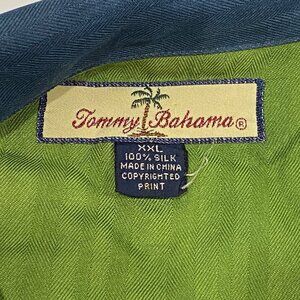 Tommy Bahama®
XXL
100% SILK
MADE IN CHINA
COPYRIGHTED
PRINT